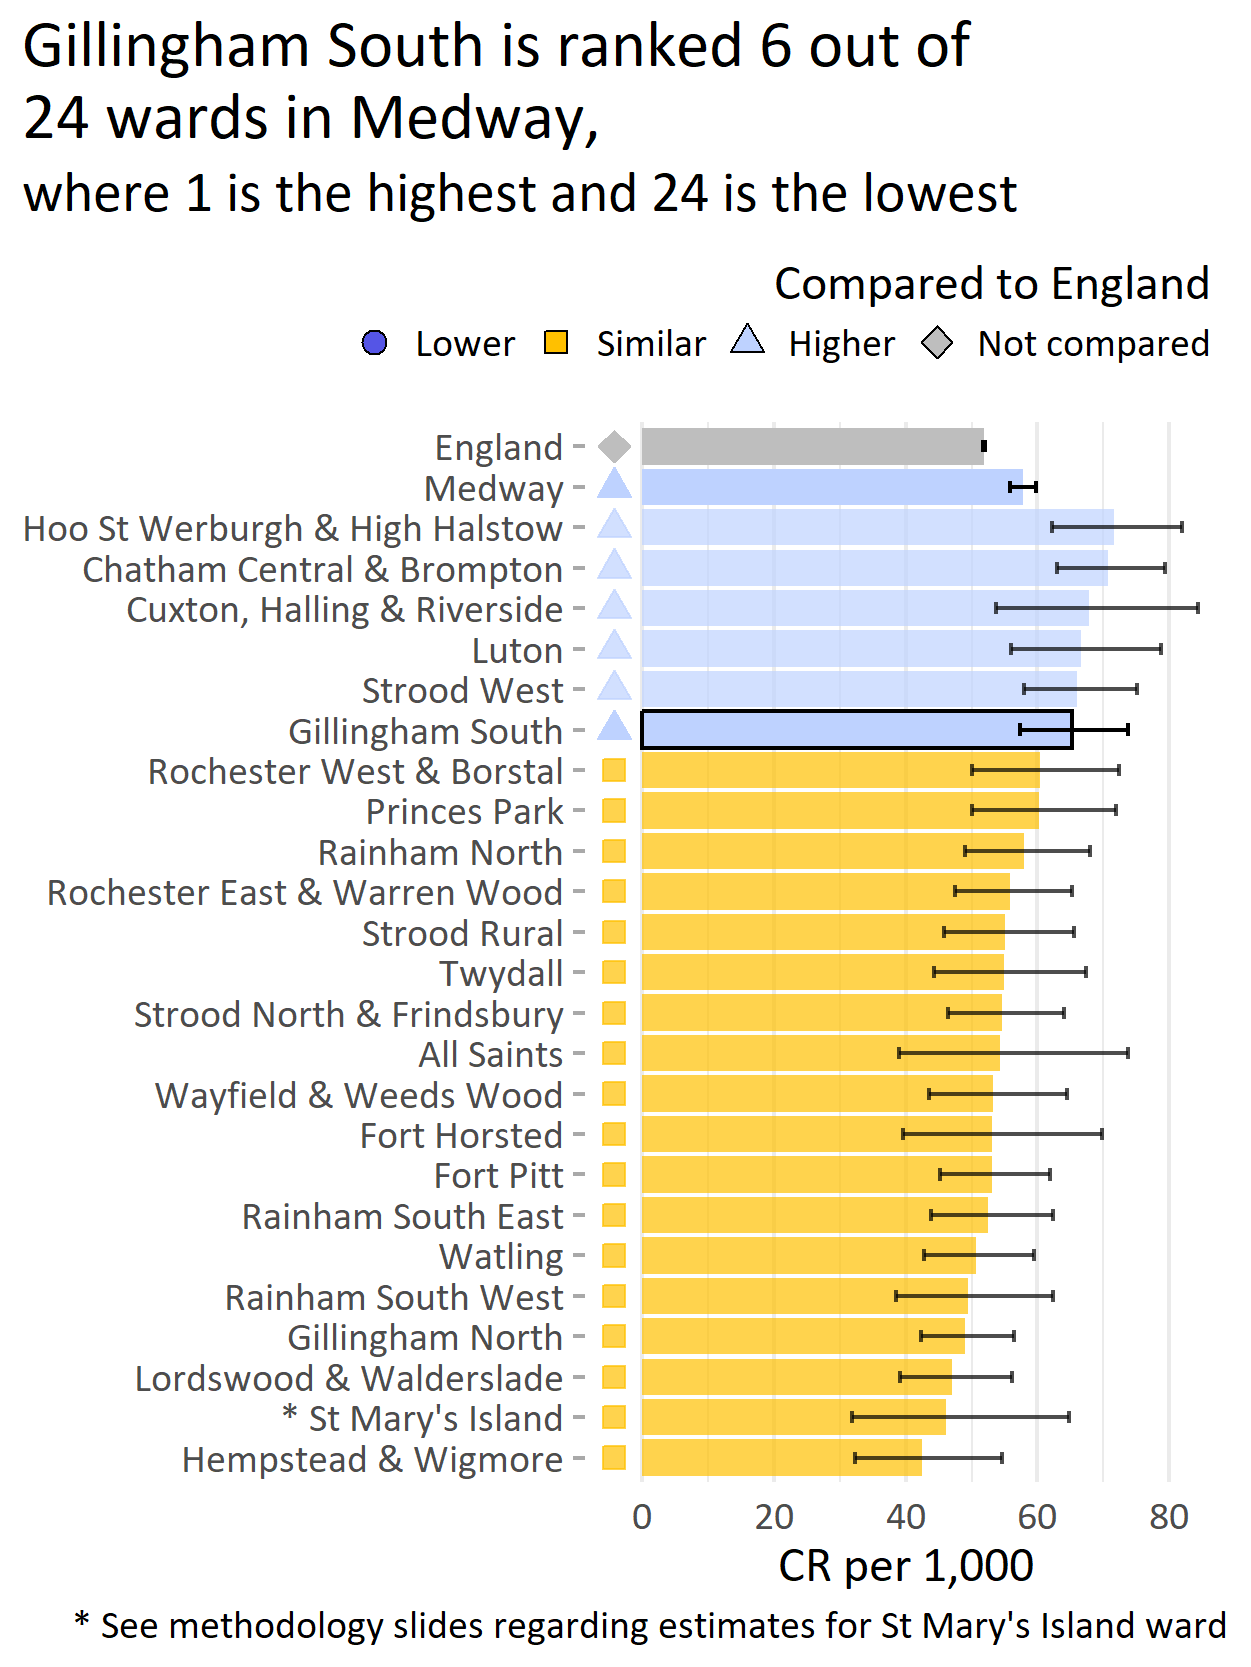 Gillingham South is ranked 6 out of
24 wards in Medway,
where 1 is the highest and 24 is the lowest
Compared to England
Lower Similar Higher Not compared
England
Medway
Hoo St Werburgh & High Halstow
Chatham Central & Brompton
Cuxton, Halling & Riverside
Luton
Strood West
Gillingham South
Rochester West & Borstal
Princes Park
Rainham North
Rochester East & Warren Wood
Strood Rural
Twydall
Strood North & Frindsbury
All Saints
Wayfield & Weeds Wood
Fort Horsted
Fort Pitt
Rainham South East
Watling
Rainham South West
Gillingham North
Lordswood & Walderslade
* St Mary's Island
Hempstead & Wigmore
0 20 40 60 80
CR per 1,000
* See methodology slides regarding estimates for St Mary's Island ward